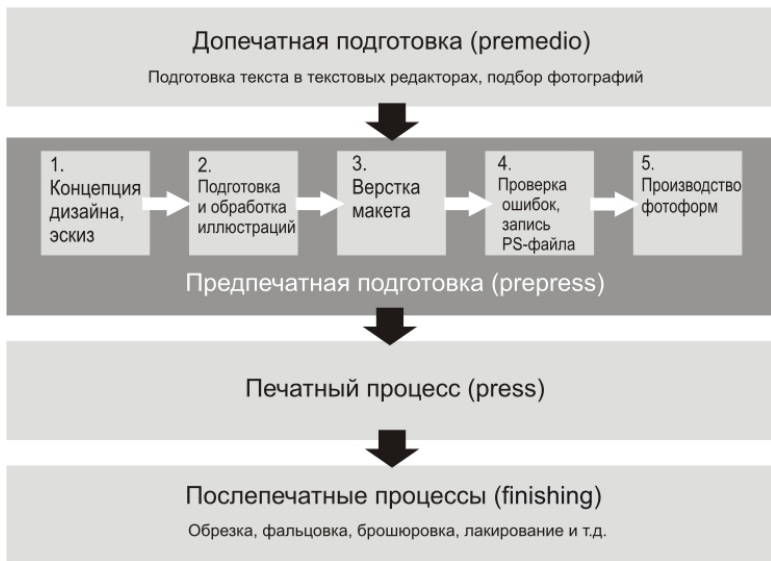 Допечатная подготовка (premedio)
Подготовка текста в текстовых редакторах, подбор фотографий
1.
Концепция
дизайна,
эскиз
2.
Подготовка
и обработка
иллюстраций
3.
Верстка
макета
4.
Проверка
ошибок,
запись
PS-файла
5.
Производство
фотоформ
Предпечатная подготовка (prepress)
Печатный процесс (press)
Послепечатные процессы (finishing)
Обрезка, фальцовка, брошюровка, лакирование и т.д.